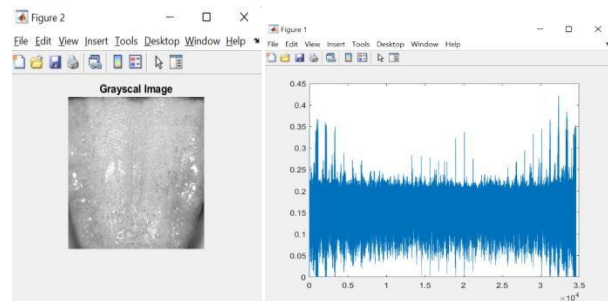 Figure 2
File Edit View Insert Tools Desktop Window Help
Grayscal Image
Figure 1
File Edit View Insert Tools Desktop Window Help
0.45
0.4
0.35
0.3
0.25
0.2
0.15
0.1
0.05
0
0 0.5 1 1.5 2 2.5 3 3.5
×10⁴